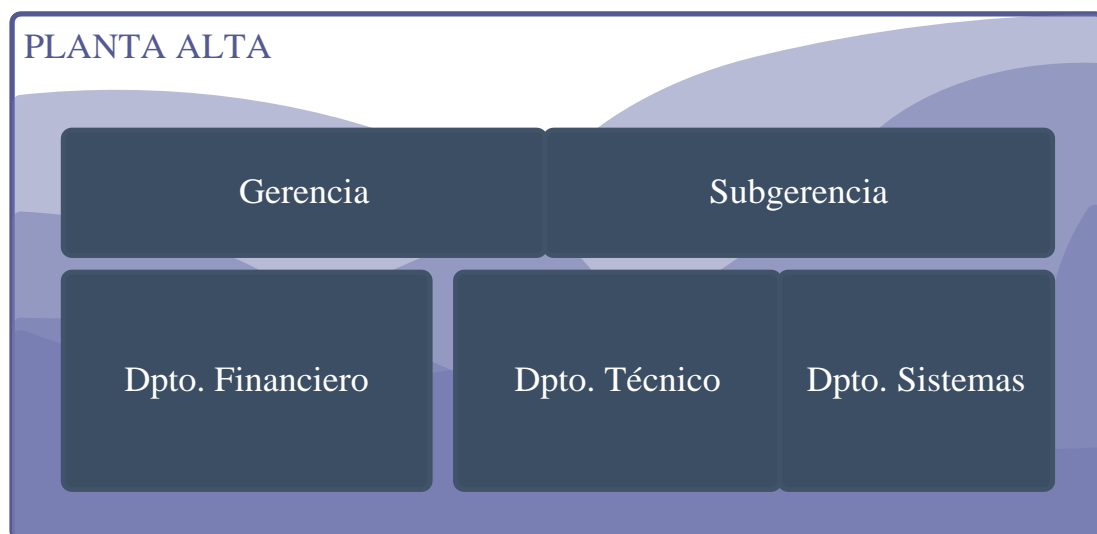 PLANTA ALTA
Gerencia
Subgerencia
Dpto. Financiero
Dpto. Técnico
Dpto. Sistemas